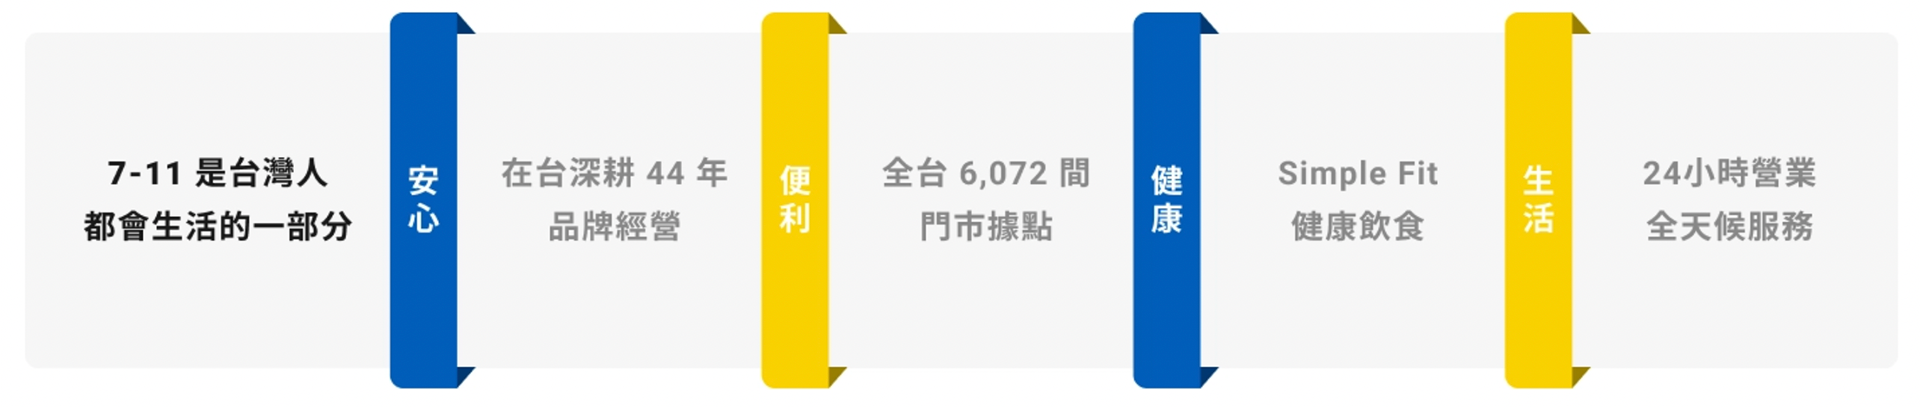 7-11 是台灣人
都會生活的一部分
安心
在台深耕 44 年
品牌經營
便利
全台 6,072 間
門市據點
健康
Simple Fit
健康飲食
生活
24小時營業
全天候服務